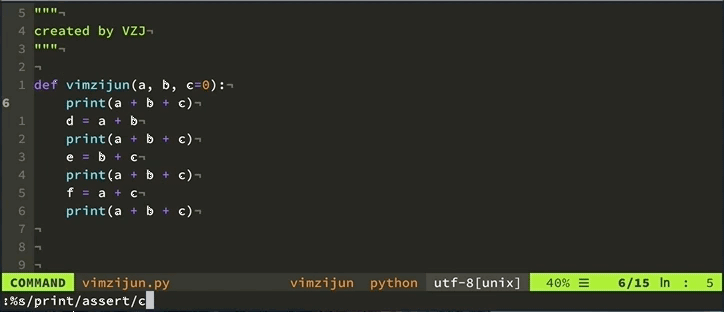 5 """¬
4 created by VZJ¬
3 """¬
2 ¬
1 def vimzijun(a, b, c=0):¬
6     print(a + b + c)¬
1     d = a + b¬
2     print(a + b + c)¬
3     e = b + c¬
4     print(a + b + c)¬
5     f = a + c¬
6     print(a + b + c)¬
7 ¬
8 ¬
9 ¬
COMMAND vimzijun.py vimzijun python utf-8[unix] 40% ☰ 6/15 ln : 5
:%s/print/assert/c